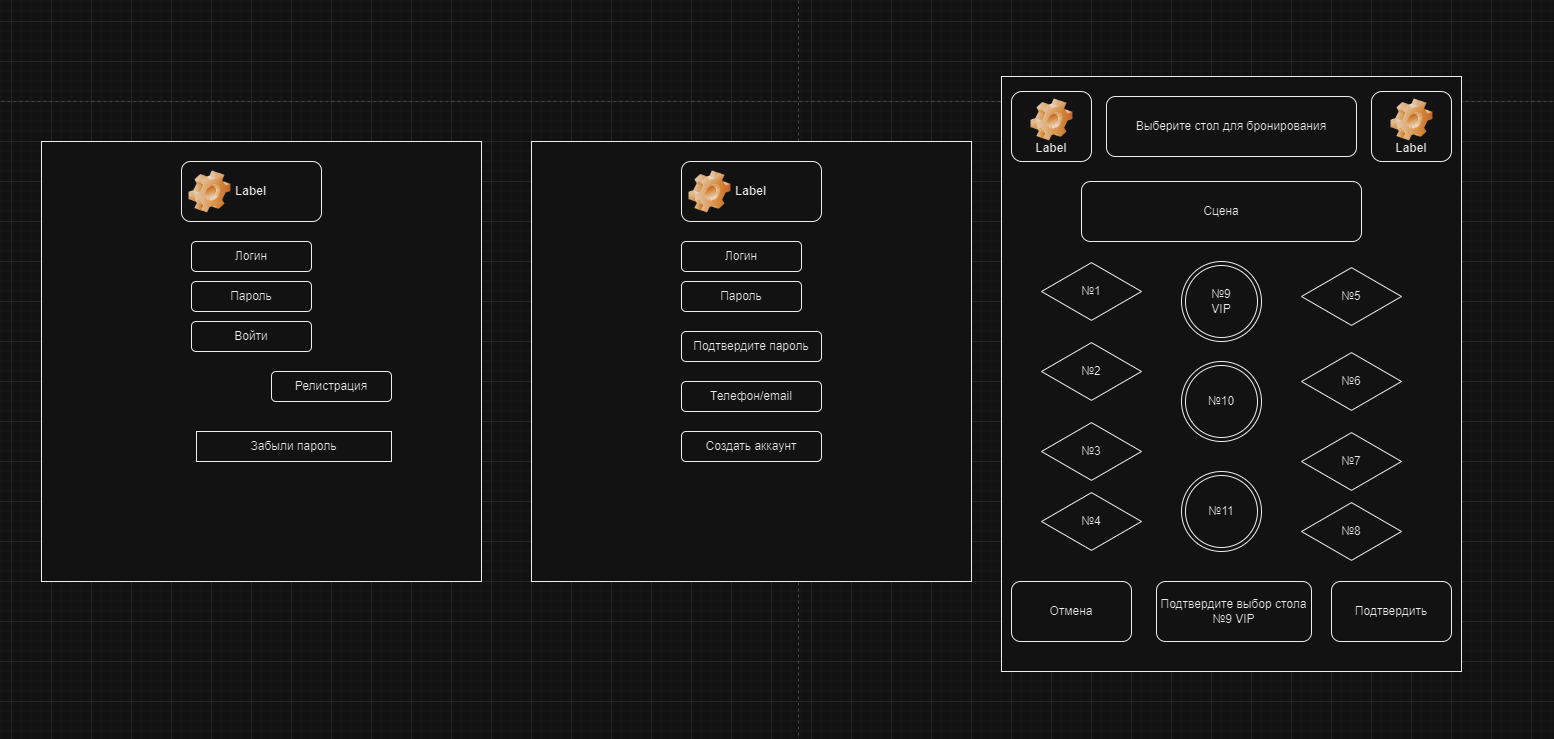 Label
Логин
Пароль
Войти
Релистрация
Забыли пароль
Label
Логин
Пароль
Подтвердите пароль
Телефон/email
Создать аккаунт
Label
Выберите стол для бронирования
Label
Сцена
№1
№9
VIP
№5
№2
№10
№6
№3
№7
№4
№11
№8
Отмена
Подтвердите выбор стола
№9 VIP
Подтвердить